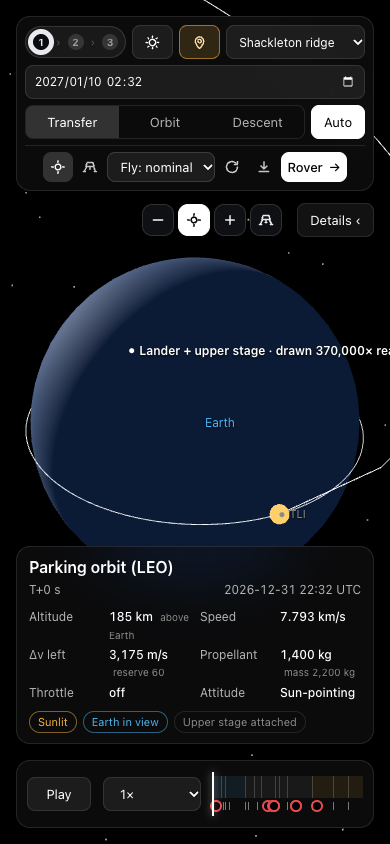 1 › 2 › 3 Shackleton ridge
2027/01/10 02:32
Transfer Orbit Descent Auto
Fly: nominal Rover →
− + Details ‹
Lander + upper stage · drawn 370,000× rea
Earth
TLI
Parking orbit (LEO)
T+0 s 2026-12-31 22:32 UTC
Altitude 185 km above Earth Speed 7.793 km/s
Δv left 3,175 m/s reserve 60 Propellant 1,400 kg mass 2,200 kg
Throttle off Attitude Sun-pointing
Sunlit Earth in view Upper stage attached
Play 1×